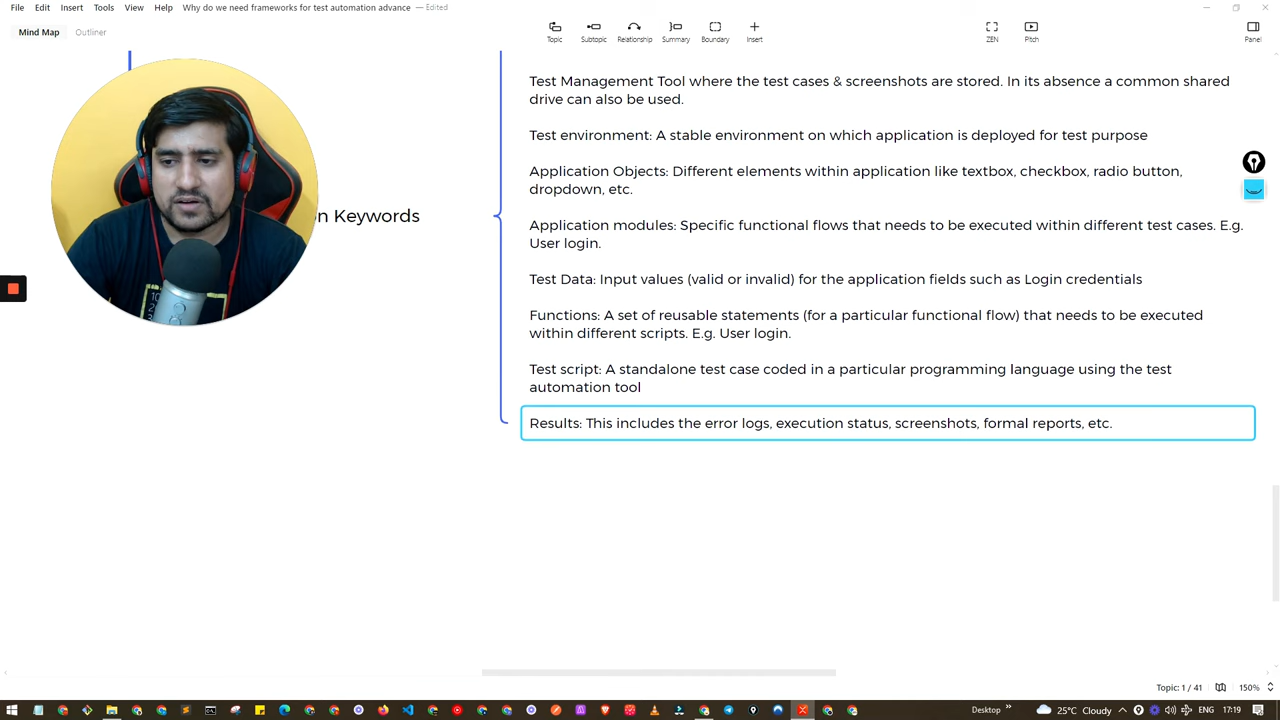 File Edit Insert Tools View Help Why do we need frameworks for test automation advance — Edited
Mind Map Outliner
Topic Subtopic Relationship Summary Boundary Insert ZEN Pitch Panel
Test Management Tool where the test cases & screenshots are stored. In its absence a common shared
drive can also be used.
Test environment: A stable environment on which application is deployed for test purpose
Application Objects: Different elements within application like textbox, checkbox, radio button,
dropdown, etc.
on Keywords
Application modules: Specific functional flows that needs to be executed within different test cases. E.g.
User login.
Test Data: Input values (valid or invalid) for the application fields such as Login credentials
Functions: A set of reusable statements (for a particular functional flow) that needs to be executed
within different scripts. E.g. User login.
Test script: A standalone test case coded in a particular programming language using the test
automation tool
Results: This includes the error logs, execution status, screenshots, formal reports, etc.
Topic: 1 / 41 150%
Desktop 25°C Cloudy ENG 17:19